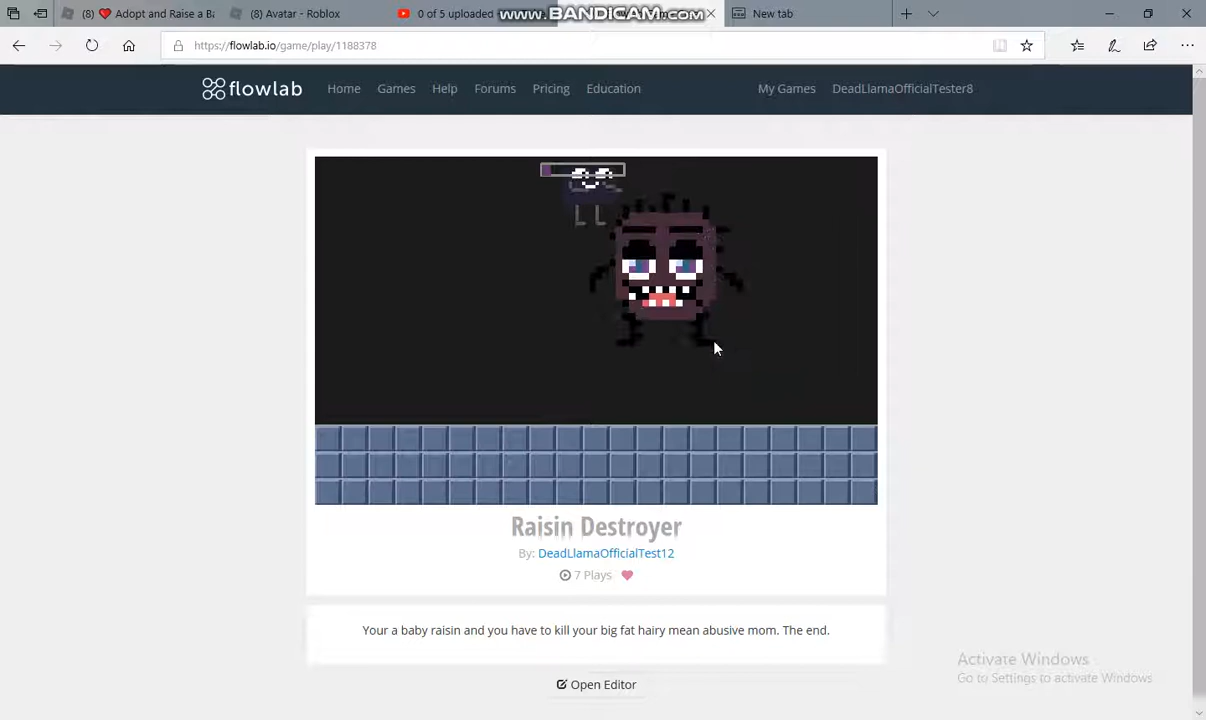 (8) ❤ Adopt and Raise a Ba
(8) Avatar - Roblox
0 of 5 uploaded
www.BANDICAM.com
New tab
https://flowlab.io/game/play/1188378
flowlab
Home
Games
Help
Forums
Pricing
Education
My Games
DeadLlamaOfficialTester8
Raisin Destroyer
By: DeadLlamaOfficialTest12
7 Plays
Your a baby raisin and you have to kill your big fat hairy mean abusive mom. The end.
Open Editor
Activate Windows
Go to Settings to activate Windows.